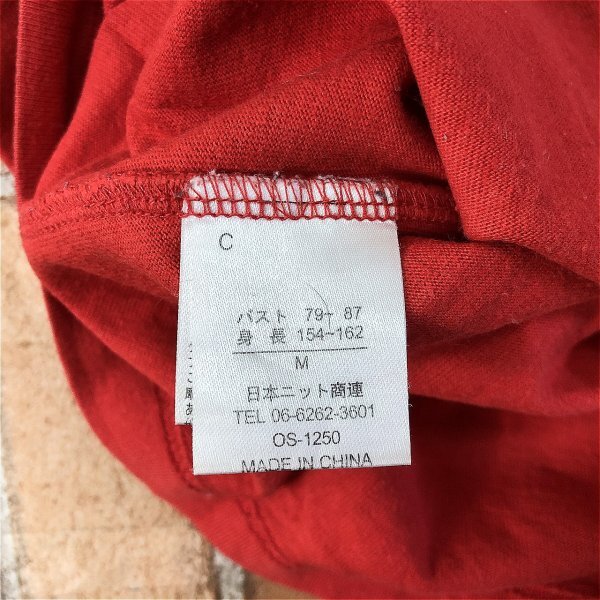 C
バスト 79~ 87
身 長 154~162
M
日本ニット商連
TEL 06-6262-3601
OS-1250
MADE IN CHINA